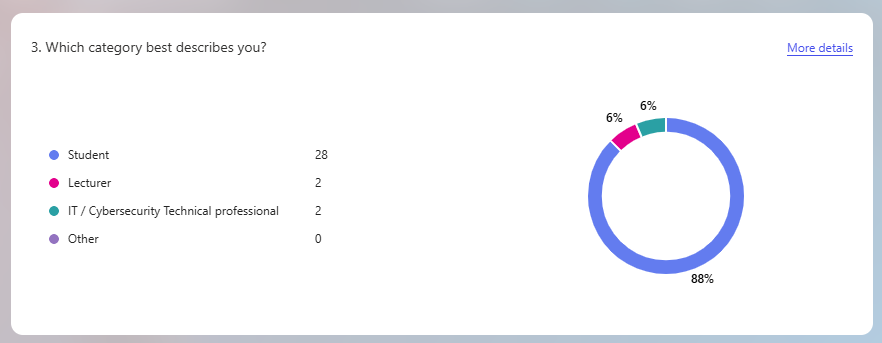 3. Which category best describes you?
More details
Student 28
Lecturer 2
IT / Cybersecurity Technical professional 2
Other 0
6%
6%
88%